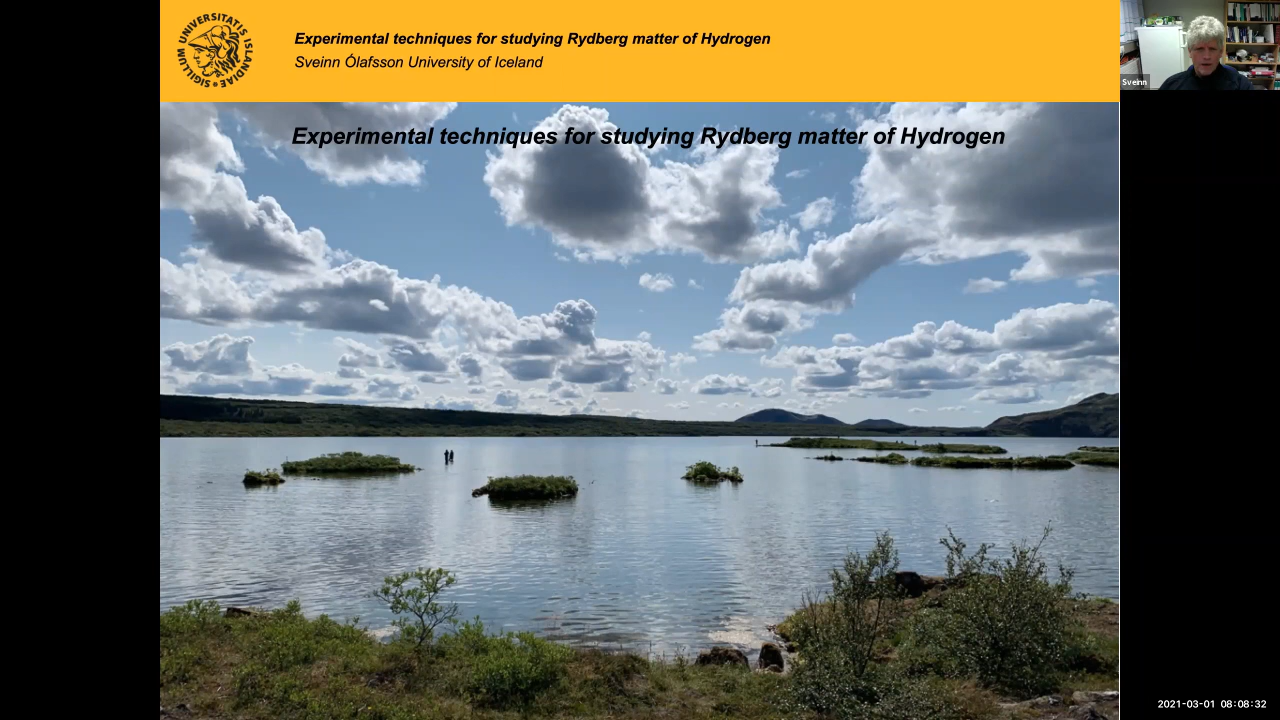 SIGILLUM UNIVERSITATIS ISLANDIAE
Experimental techniques for studying Rydberg matter of Hydrogen
Sveinn Ólafsson University of Iceland
Sveinn
Experimental techniques for studying Rydberg matter of Hydrogen
2021-03-01 08:08:32